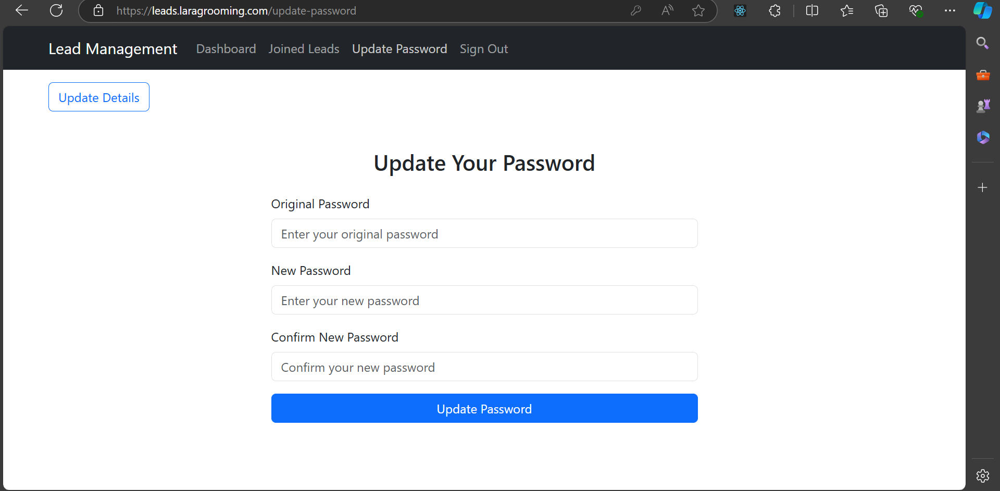 https://leads.laragrooming.com/update-password
Lead Management Dashboard Joined Leads Update Password Sign Out
Update Details
Update Your Password
Original Password
Enter your original password
New Password
Enter your new password
Confirm New Password
Confirm your new password
Update Password